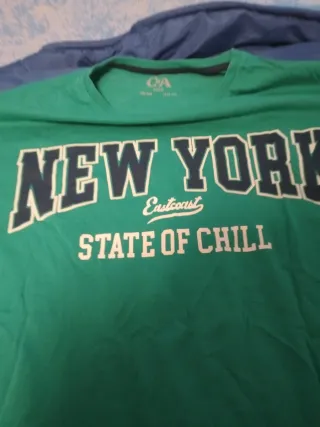 C&A
NEW YORK
Eastcoast
STATE OF CHILL